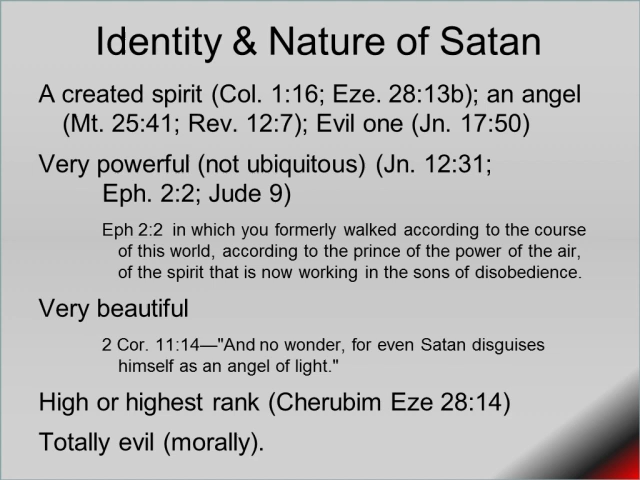 Identity & Nature of Satan
A created spirit (Col. 1:16; Eze. 28:13b); an angel
(Mt. 25:41; Rev. 12:7); Evil one (Jn. 17:50)
Very powerful (not ubiquitous) (Jn. 12:31;
Eph. 2:2; Jude 9)
Eph 2:2 in which you formerly walked according to the course
of this world, according to the prince of the power of the air,
of the spirit that is now working in the sons of disobedience.
Very beautiful
2 Cor. 11:14—"And no wonder, for even Satan disguises
himself as an angel of light."
High or highest rank (Cherubim Eze 28:14)
Totally evil (morally).